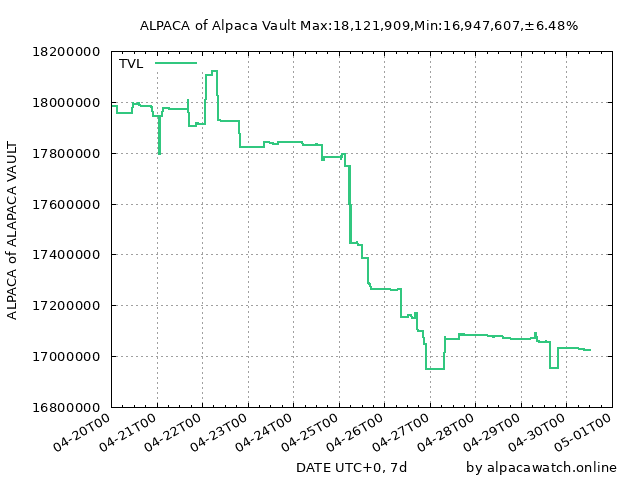 ALPACA of Alpaca Vault Max:18,121,909,Min:16,947,607,±6.48%
TVL
ALPACA of ALAPACA VAULT
18200000
18000000
17800000
17600000
17400000
17200000
17000000
16800000
04-20T00
04-21T00
04-22T00
04-23T00
04-24T00
04-25T00
04-26T00
04-27T00
04-28T00
04-29T00
04-30T00
05-01T00
DATE UTC+0, 7d
by alpacawatch.online